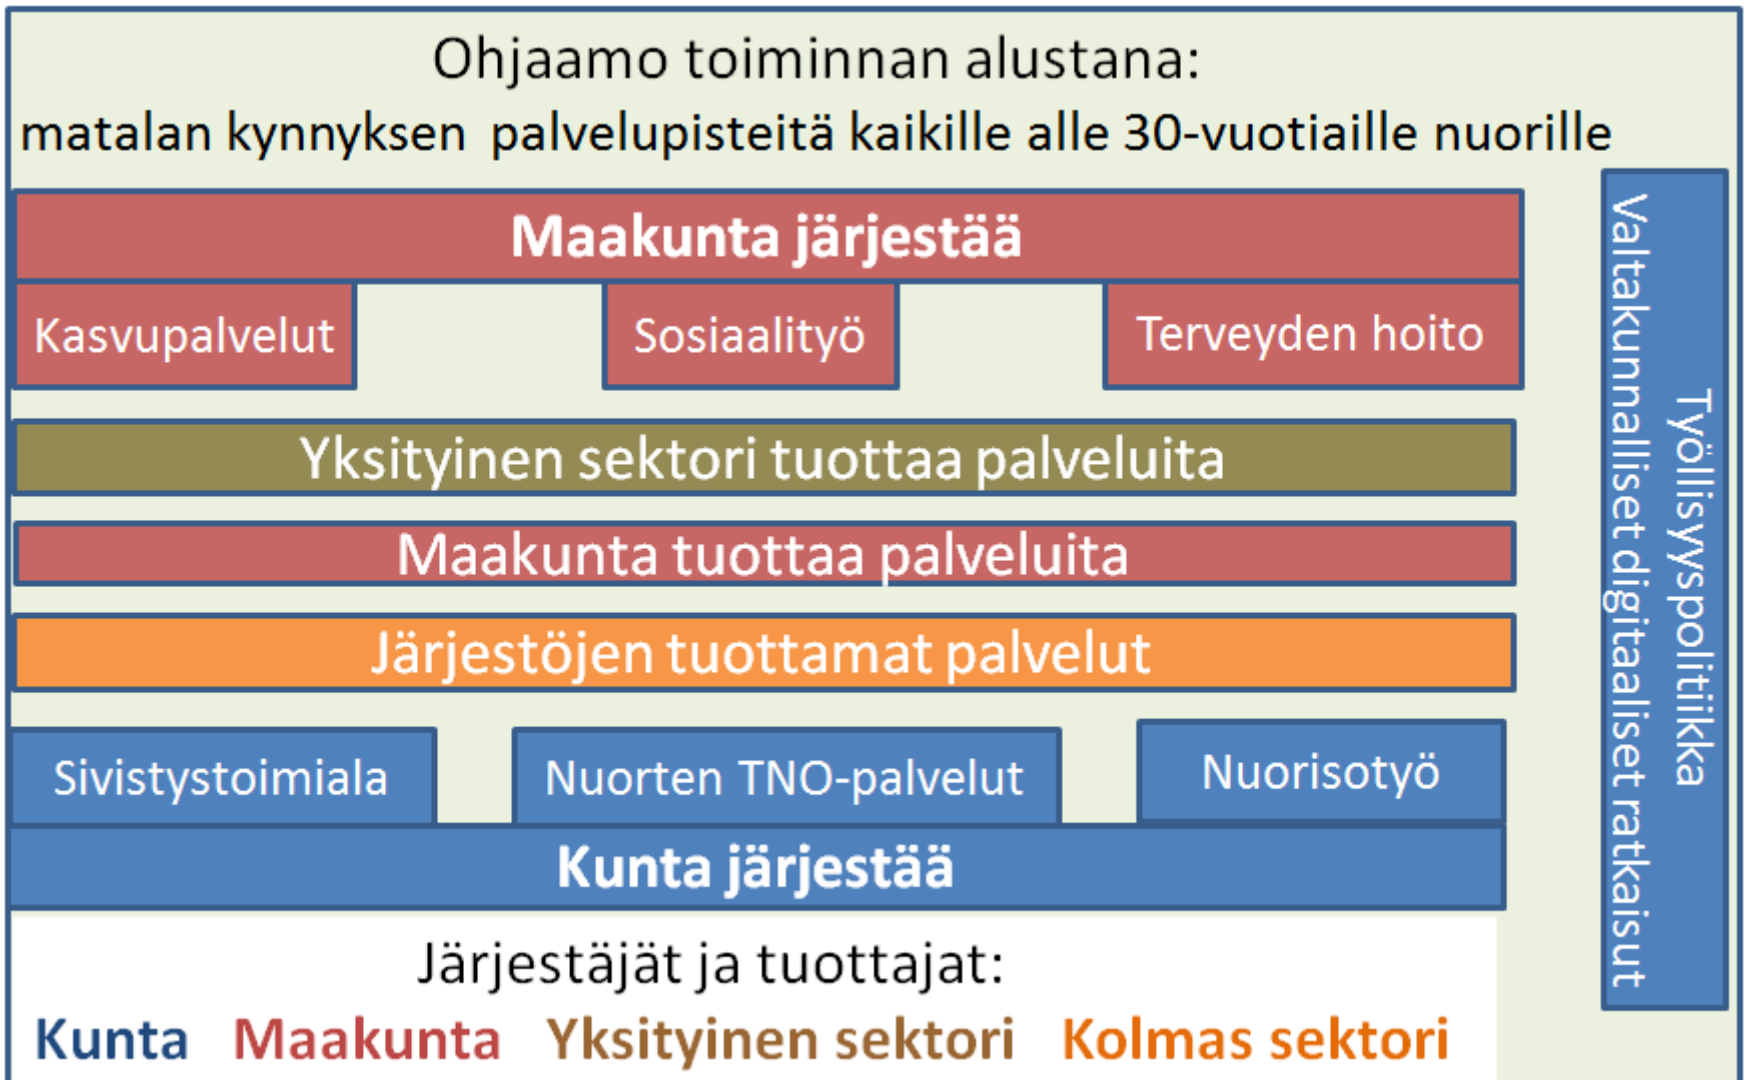 Ohjaamo toiminnan alustana:
matalan kynnyksen palvelupisteitä kaikille alle 30-vuotiaille nuorille
Maakunta järjestää
Kasvupalvelut
Sosiaalityö
Terveyden hoito
Yksityinen sektori tuottaa palveluita
Maakunta tuottaa palveluita
Järjestöjen tuottamat palvelut
Sivistystoimiala
Nuorten TNO-palvelut
Nuorisotyö
Kunta järjestää
Työllisyyspolitiikka
Valtakunnalliset digitaaliset ratkaisut
Järjestäjät ja tuottajat:
Kunta Maakunta Yksityinen sektori Kolmas sektori